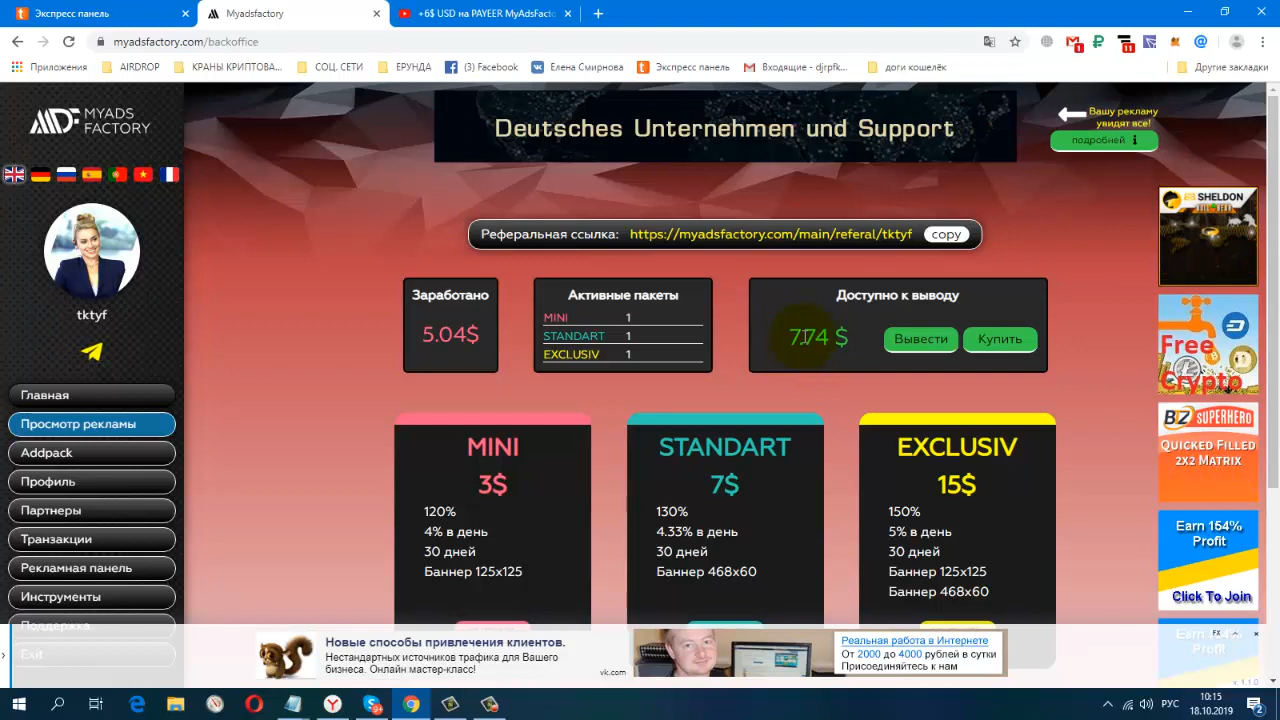 Экспресс панель
Myadsfactory
+6$ USD на PAYEER MyAdsFacto
myadsfactory.com/backoffice
Приложения
AIRDROP
КРАНЫ КРИПТОВА...
СОЦ. СЕТИ
ЕРУНДА
(3) Facebook
Елена Смирнова
Экспресс панель
Входящие - djrpfk...
доги кошелёк
Другие закладки
MYADS
FACTORY
Deutsches Unternehmen und Support
Вашу рекламу
увидят все!
подробней
Реферальная ссылка: https://myadsfactory.com/main/referal/tktyf copy
tktyf
Заработано
5.04$
Активные пакеты
MINI 1
STANDART 1
EXCLUSIV 1
Доступно к выводу
7.74 $
Вывести
Купить
Главная
Просмотр рекламы
Addpack
Профиль
Партнеры
Транзакции
Рекламная панель
Инструменты
Поддержка
Exit
MINI
3$
120%
4% в день
30 дней
Баннер 125x125
STANDART
7$
130%
4.33% в день
30 дней
Баннер 468x60
EXCLUSIV
15$
150%
5% в день
30 дней
Баннер 125x125
Баннер 468x60
SHELDON
Free
Crypto
SUPERHERO
QUICKED FILLED
2X2 MATRIX
Earn 154%
Profit
Click To Join
Earn 154%
Profit
Новые способы привлечения клиентов.
Нестандартных источников трафика для Вашего
бизнеса. Онлайн мастер-класс!
vk.com
Реальная работа в Интернете
От 2000 до 4000 рублей в сутки
Присоединяйтесь к нам
v 1.1.0
РУС
10:15
18.10.2019